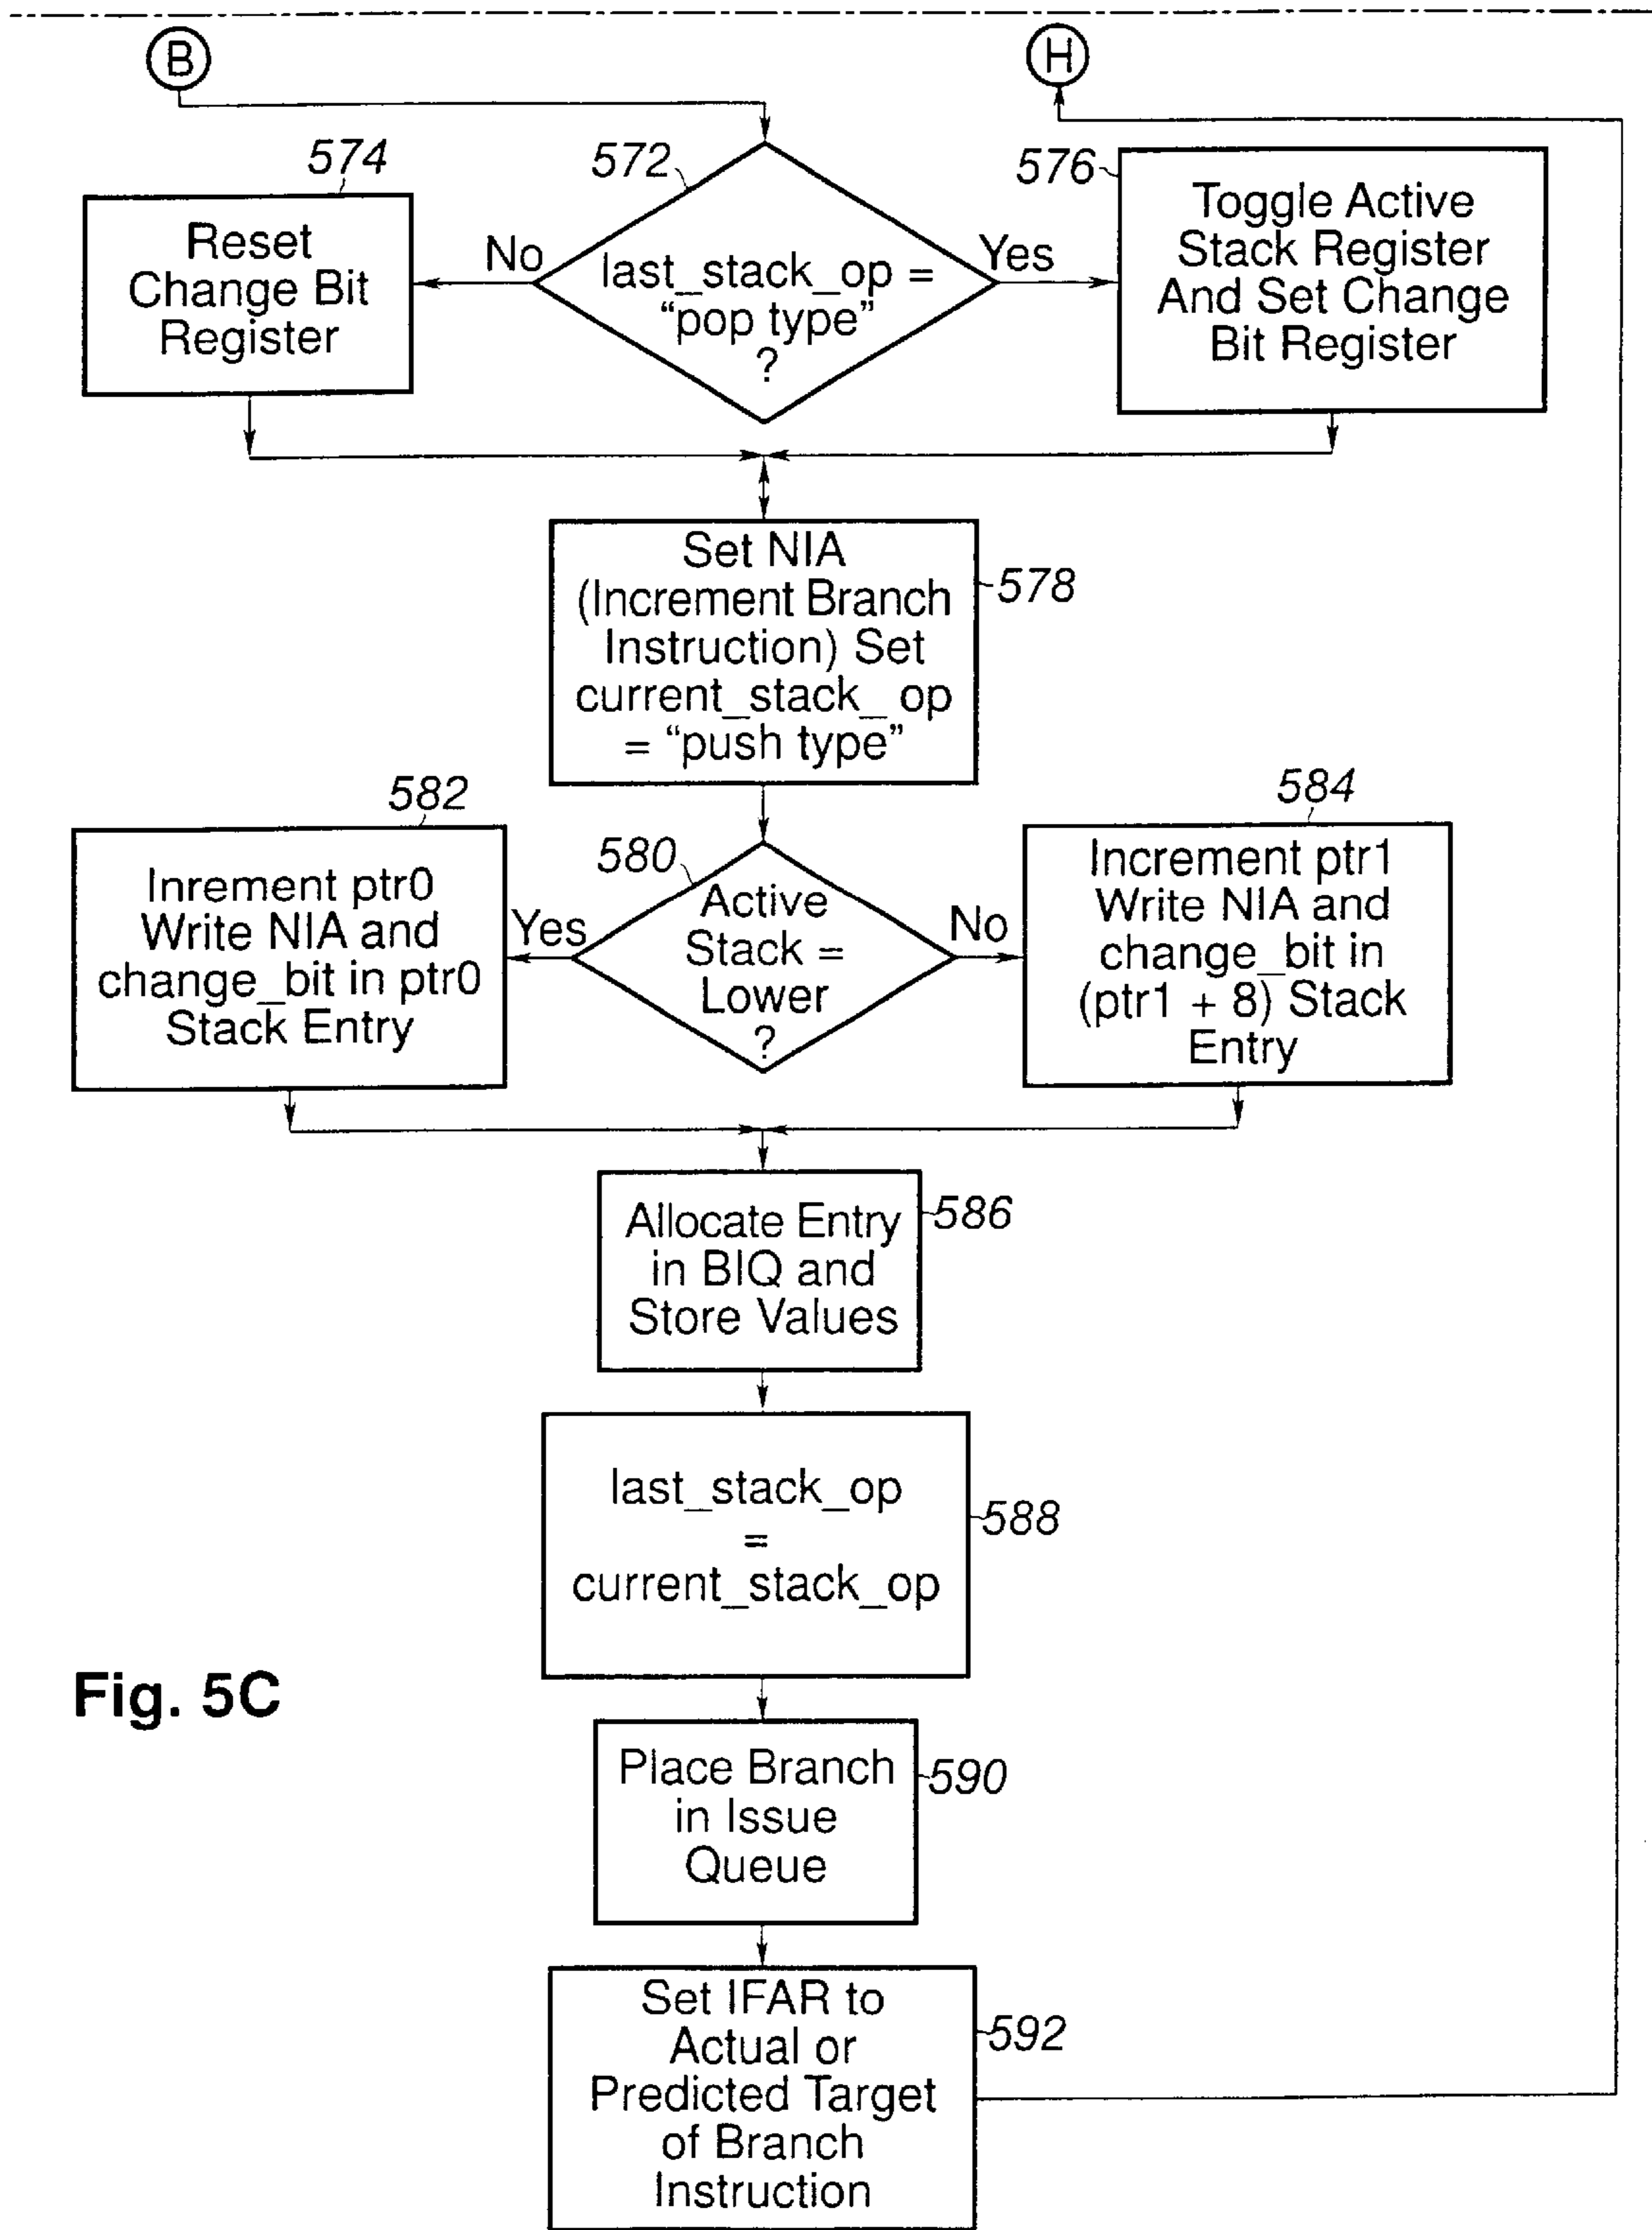 B
H
574
572
576
Reset
Change Bit
Register
No
last_stack_op =
“pop type”
?
Yes
Toggle Active
Stack Register
And Set Change
Bit Register
Set NIA
(Increment Branch
Instruction) Set
current_stack_ op
= “push type”
578
582
580
584
Inrement ptr0
Write NIA and
change_bit in ptr0
Stack Entry
Yes
Active
Stack =
Lower
?
No
Increment ptr1
Write NIA and
change_bit in
(ptr1 + 8) Stack
Entry
Allocate Entry
in BIQ and
Store Values
586
last_stack_op
=
current_stack_op
588
Fig. 5C
Place Branch
in Issue
Queue
590
Set IFAR to
Actual or
Predicted Target
of Branch
Instruction
592